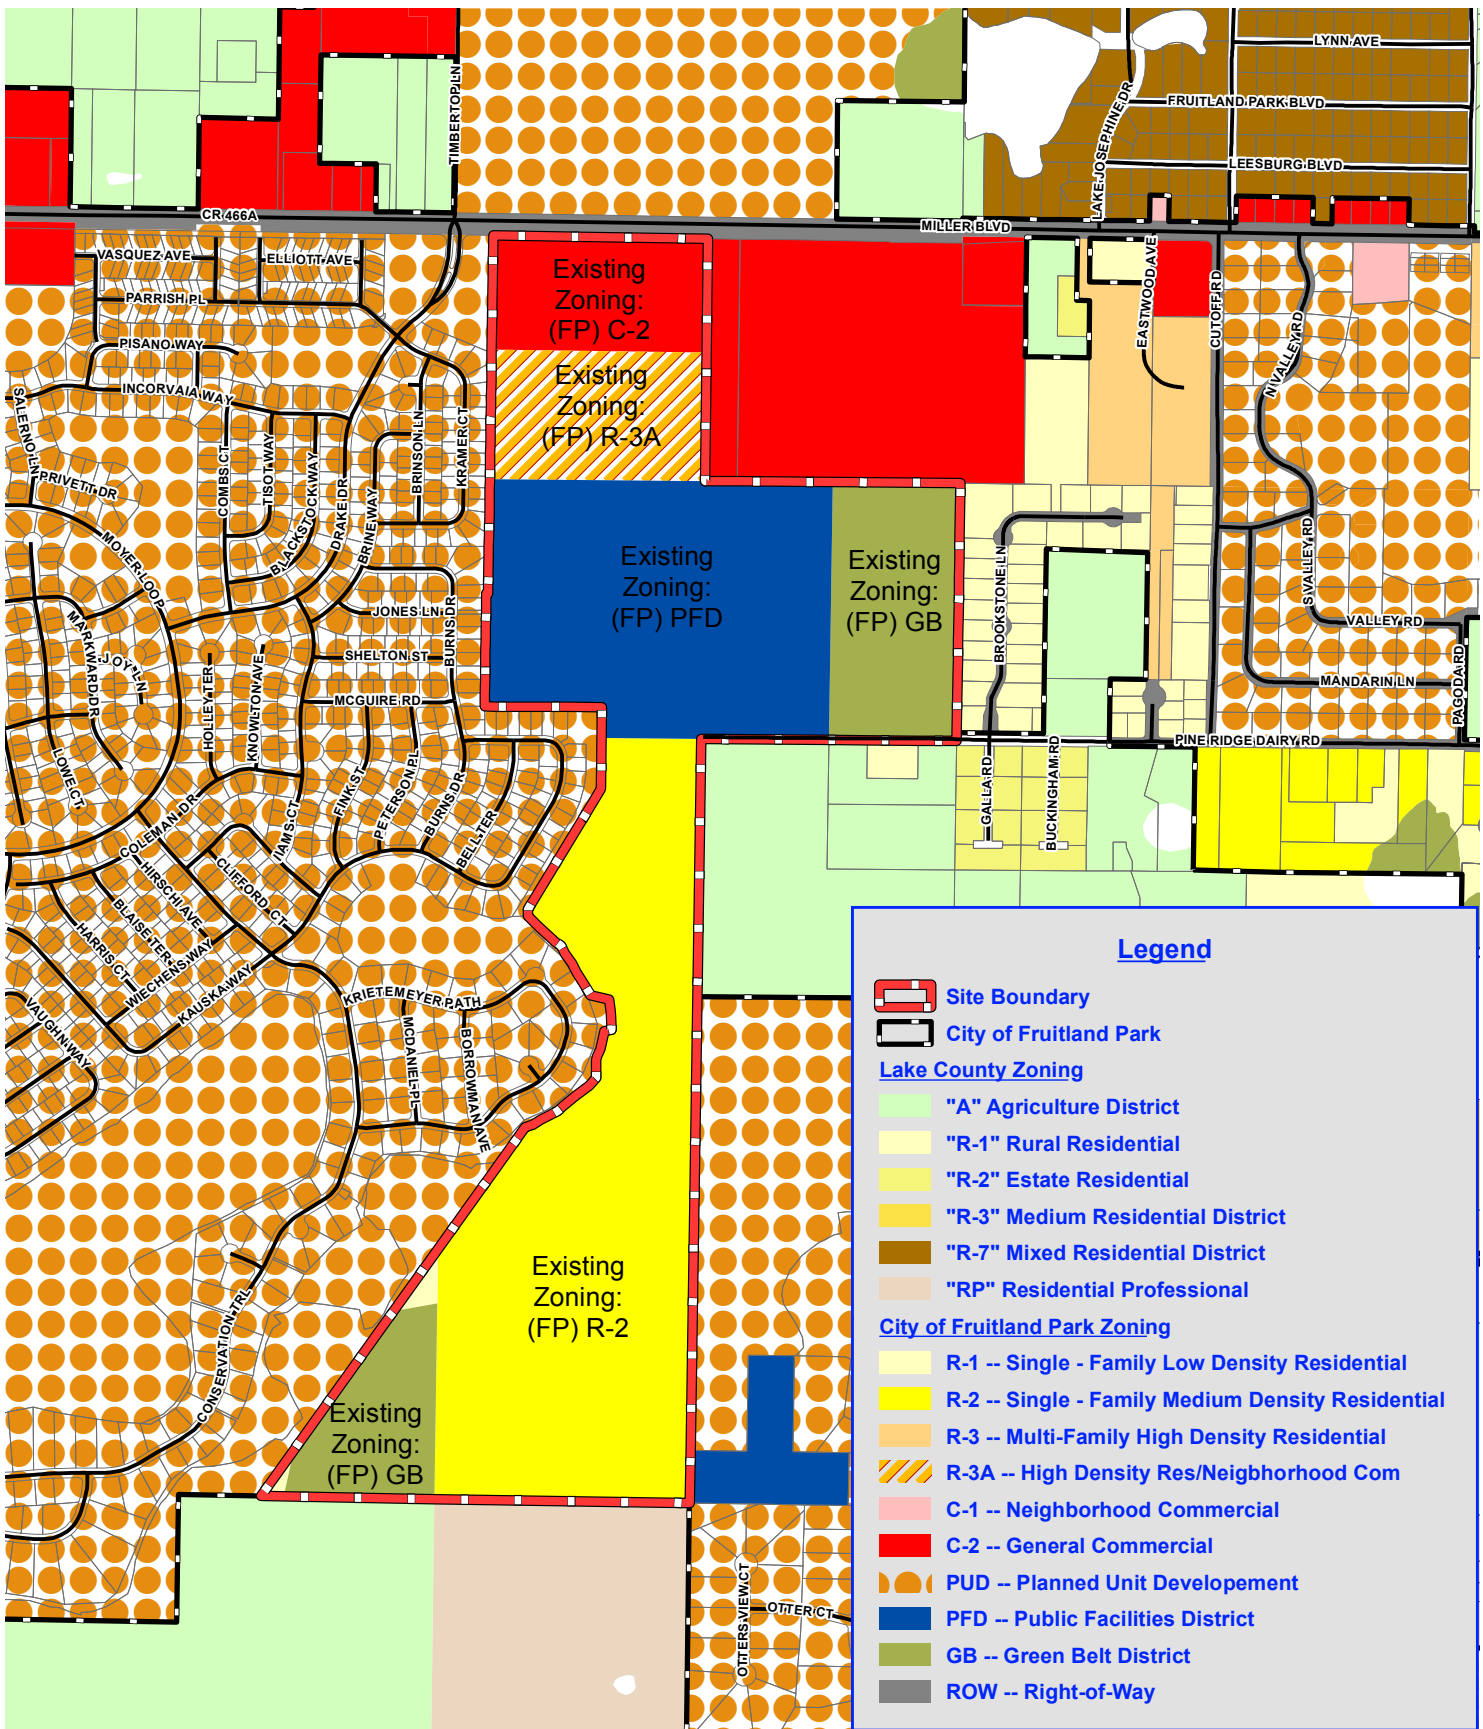 LYNN AVE
FRUITLAND PARK BLVD
LEESBURG BLVD
LAKE JOSEPHINE DR
TIMBERTOP LN
CR 466A
MILLER BLVD
VASQUEZ AVE
ELLIOTT AVE
PARRISH PL
PISANO WAY
INCORVAIA WAY
SALERNO LN
PRIVETT DR
COMBS CT
TISOT WAY
BLACKSTOCK WAY
DRAKE DR
BRINE WAY
BRINSON LN
KRAMER CT
Existing
Zoning:
(FP) C-2
Existing
Zoning:
(FP) R-3A
Existing
Zoning:
(FP) PFD
Existing
Zoning:
(FP) GB
EASTWOOD AVE
CUTOFF RD
N VALLEY RD
S VALLEY RD
VALLEY RD
MANDARIN LN
PAGODA RD
PINE RIDGE DAIRY RD
BROOKSTONE LN
GALLA RD
BUCKINGHAM RD
MOYER LOOP
MARKWARD DR
JOY LN
LOWE CT
HOLLEY TER
KNOWLTON AVE
JONES LN
SHELTON ST
MCGUIRE RD
BURNS DR
FINK ST
PETERSON PL
BURNS DR
BELL TER
COLEMAN DR
IIAMS CT
CLIFFORD CT
HIRSCHI AVE
BLAISE TER
HARRIS CT
WIECHENS WAY
KAUSKA WAY
VAUGHN WAY
KRIETEMEYER PATH
MCDANIEL PL
BORROWMAN AVE
CONSERVATION TRL
Existing
Zoning:
(FP) R-2
Existing
Zoning:
(FP) GB
OTTERS VIEW CT
OTTER CT
Legend
Site Boundary
City of Fruitland Park
Lake County Zoning
"A" Agriculture District
"R-1" Rural Residential
"R-2" Estate Residential
"R-3" Medium Residential District
"R-7" Mixed Residential District
"RP" Residential Professional
City of Fruitland Park Zoning
R-1 -- Single - Family Low Density Residential
R-2 -- Single - Family Medium Density Residential
R-3 -- Multi-Family High Density Residential
R-3A -- High Density Res/Neigbhorhood Com
C-1 -- Neighborhood Commercial
C-2 -- General Commercial
PUD -- Planned Unit Developement
PFD -- Public Facilities District
GB -- Green Belt District
ROW -- Right-of-Way